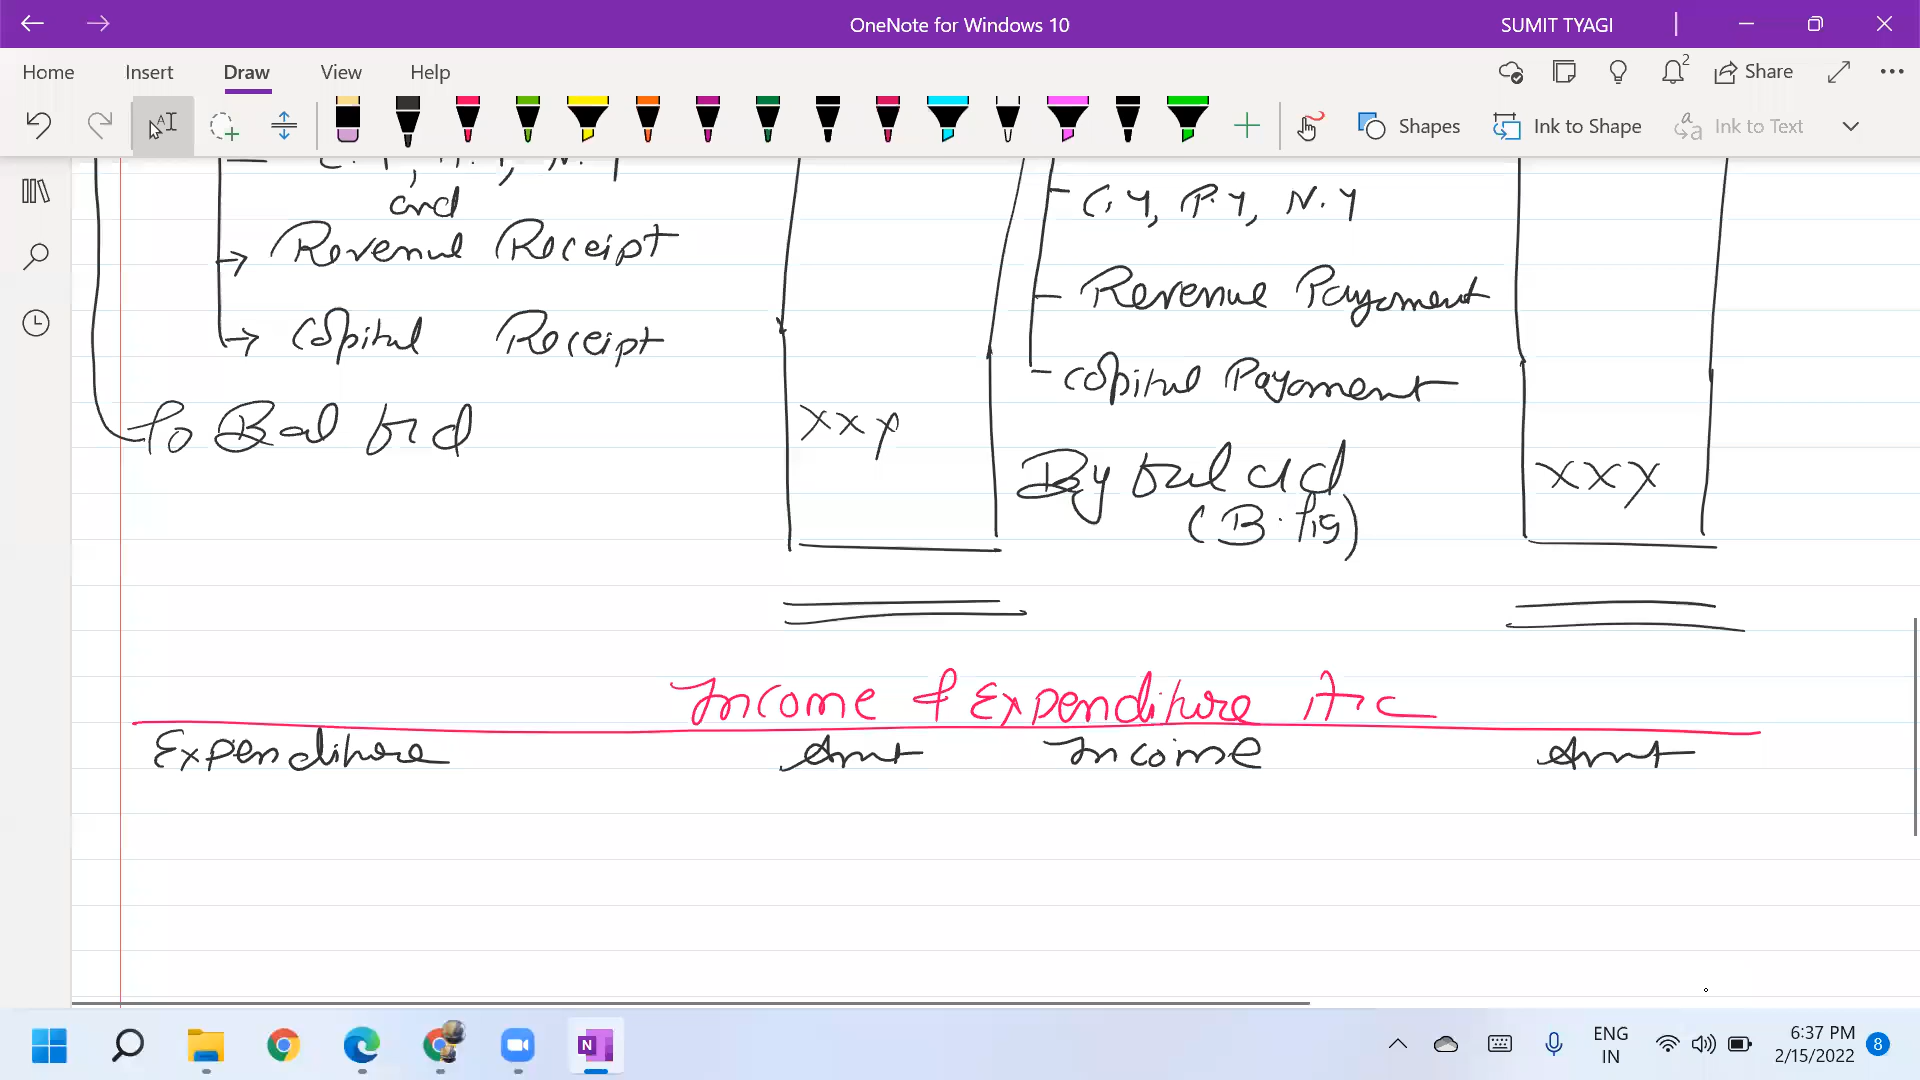 OneNote for Windows 10
SUMIT TYAGI
Home Insert Draw View Help
2
Share
Shapes
Ink to Shape
Ink to Text
and
Revenue Receipt
Capital Receipt
To Bal b/d
xxx
C.Y, P.Y, N.Y
Revenue Payment
Capital Payment
By bal c/d
(B.fig)
xxx
Income & Expenditure A/c
Expenditure Amt Income Amt
ENG
IN
6:37 PM
2/15/2022
8